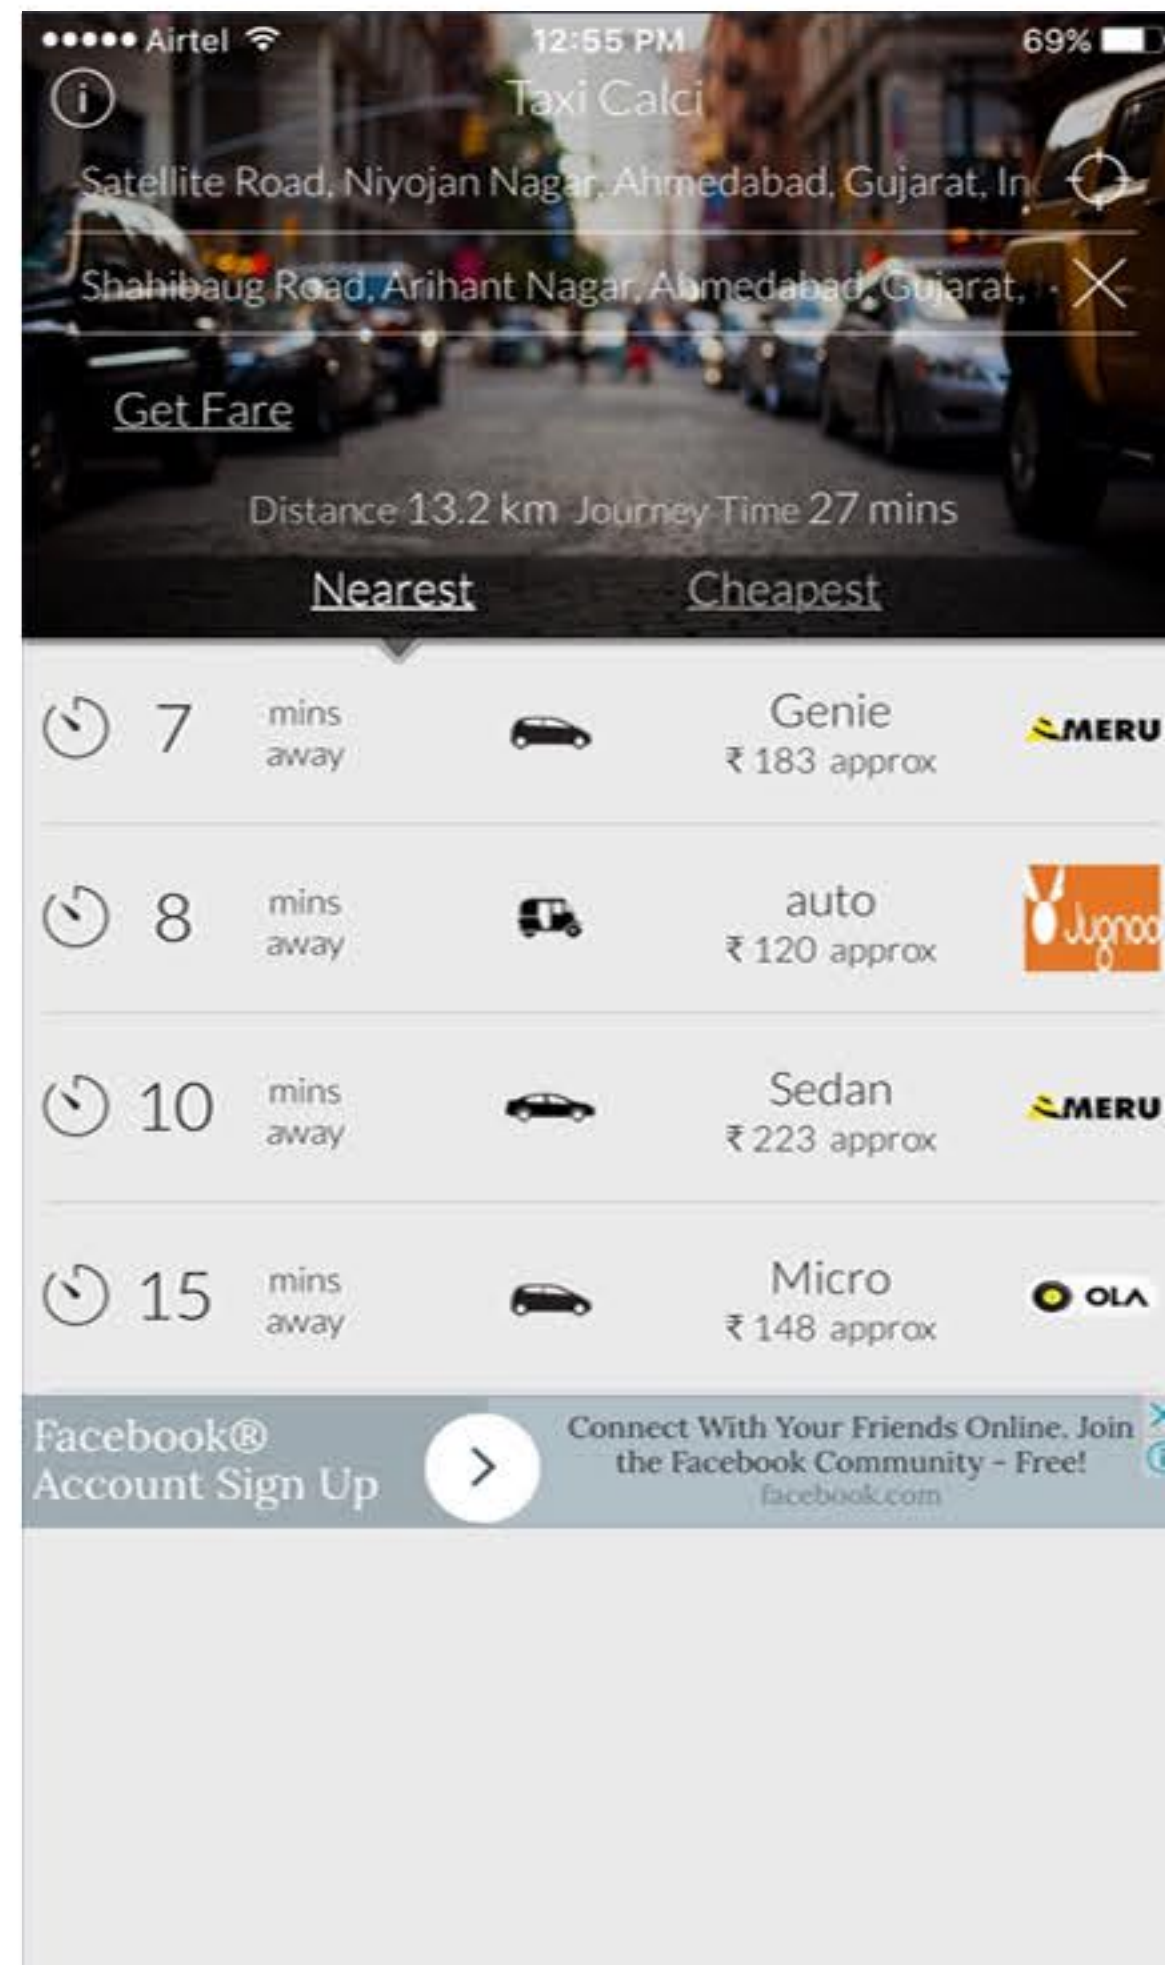 Airtel 12:55 PM 69%
i Taxi Calci
Satellite Road, Niyojan Nagar, Ahmedabad, Gujarat, In
Shahibaug Road, Arihant Nagar, Ahmedabad, Gujarat,
Get Fare
Distance 13.2 km Journey Time 27 mins
Nearest Cheapest
7 mins away Genie MERU
₹ 183 approx
8 mins away auto Jugnoo
₹ 120 approx
10 mins away Sedan MERU
₹ 223 approx
15 mins away Micro OLA
₹ 148 approx
Facebook®
Account Sign Up
Connect With Your Friends Online. Join
the Facebook Community – Free!
facebook.com